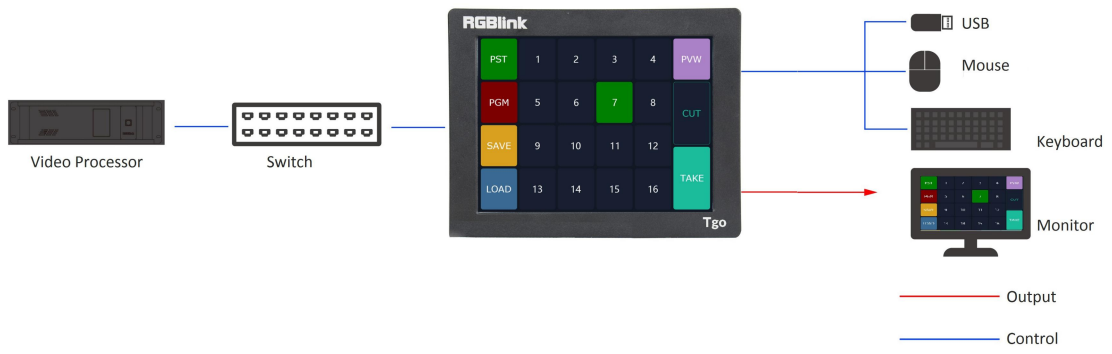 RGBlink
PST 1 2 3 4 PVW
PGM 5 6 7 8 CUT
SAVE 9 10 11 12
LOAD 13 14 15 16 TAKE
Tgo
Video Processor
Switch
USB
Mouse
Keyboard
Monitor
Output
Control